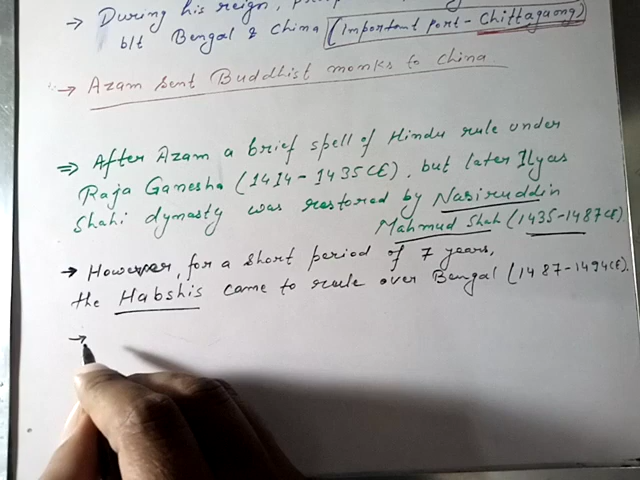 → During his reign,
b/t Bengal & China (Important port - Chittagaong)
→ Azam sent Buddhist monks to China.
⇒ After Azam a brief spell of Hindu rule under
Raja Ganesha (1414 - 1435 CE), but later Ilyas
Shahi dynasty was restored by Nasiruddin
Mahmud Shah (1435-1487 CE)
→ However, for a short period of 7 years,
the Habshis came to rule over Bengal (1487-1494 CE).
→